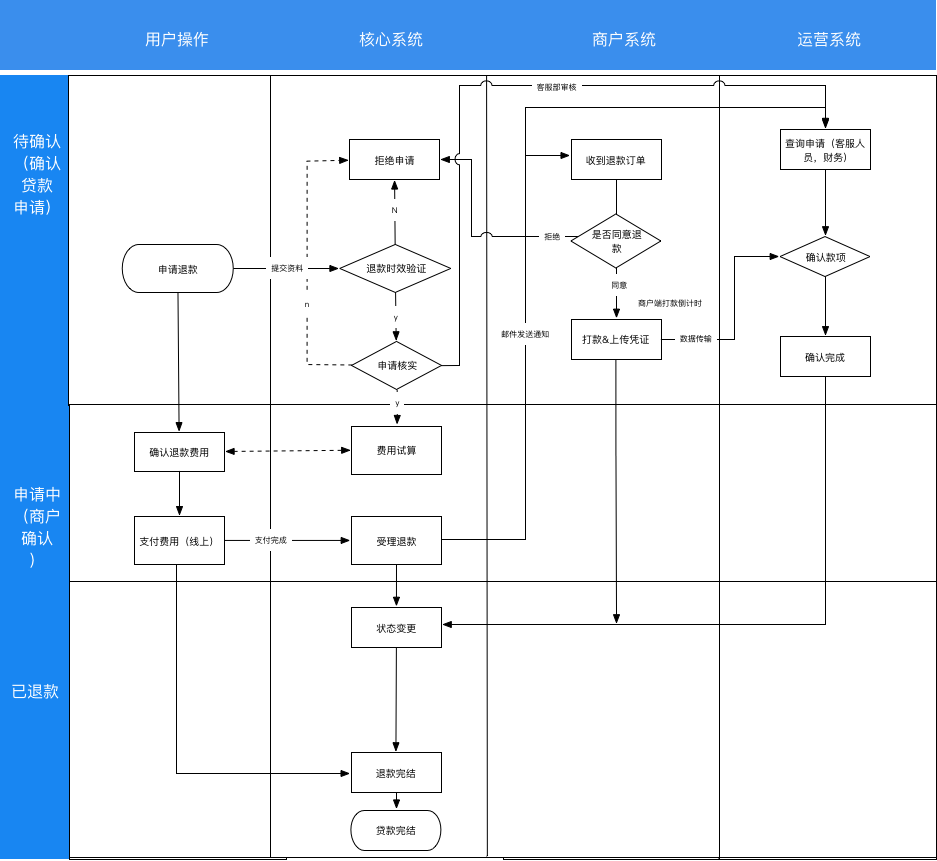 用户操作
核心系统
商户系统
运营系统
待确认
（确认
贷款
申请）
客服部审核
查询申请（客服人
员，财务）
拒绝申请
收到退款订单
N
拒绝
是否同意退
款
申请退款
提交资料
退款时效验证
确认款项
同意
n
y
商户端打款倒计时
邮件发送通知
打款&上传凭证
数据传输
确认完成
申请核实
y
申请中
（商户
确认
）
确认退款费用
费用试算
支付费用（线上）
支付完成
受理退款
已退款
状态变更
退款完结
贷款完结